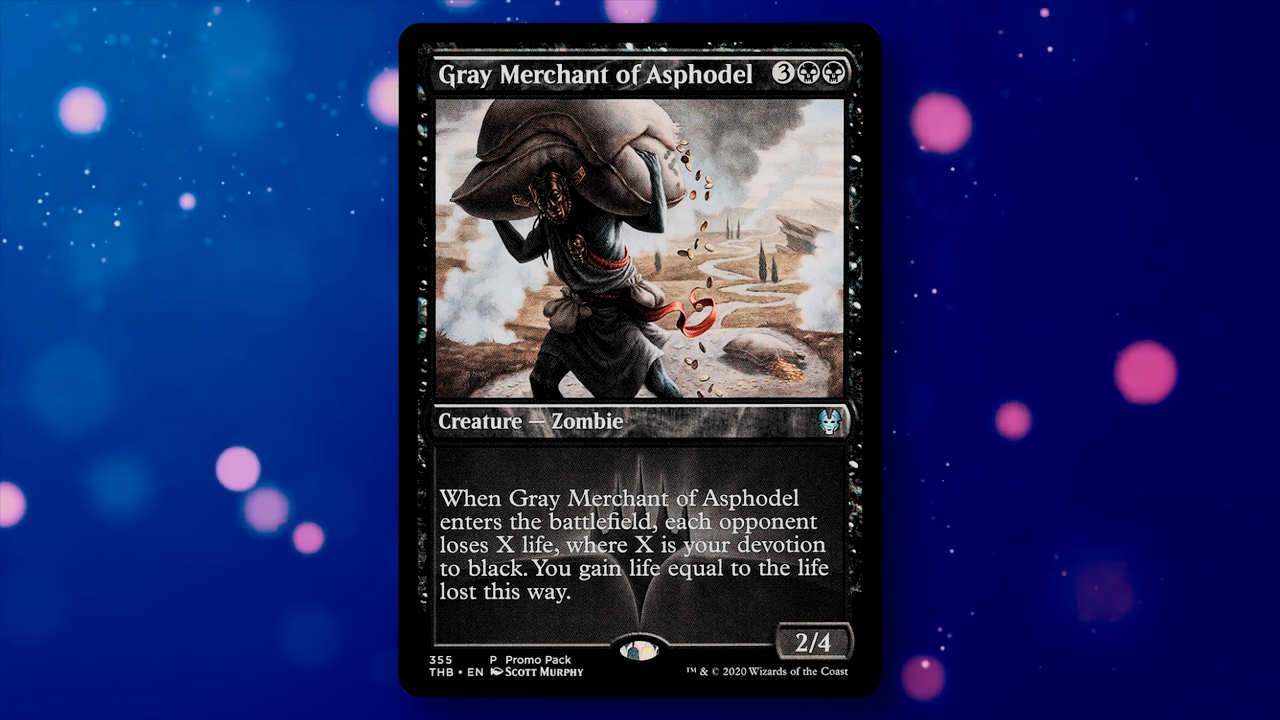 Gray Merchant of Asphodel 3
Creature — Zombie
When Gray Merchant of Asphodel
enters the battlefield, each opponent
loses X life, where X is your devotion
to black. You gain life equal to the life
lost this way.
2/4
355 P Promo Pack
THB • EN Scott Murphy
™ & © 2020 Wizards of the Coast